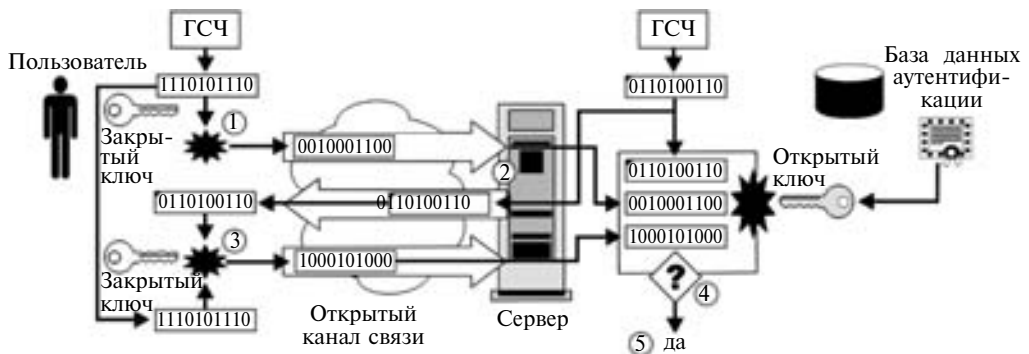 ГСЧ
ГСЧ
Пользователь
База данных
аутентифи-
кации
1110101110
0110100110
Закры-
тый
ключ
1
0010001100
2
0110100110
Открытый
ключ
0110100110
0110100110
0010001100
1000101000
3
1000101000
Закрытый
ключ
?
4
1110101110
Открытый
канал связи
Сервер
5 да